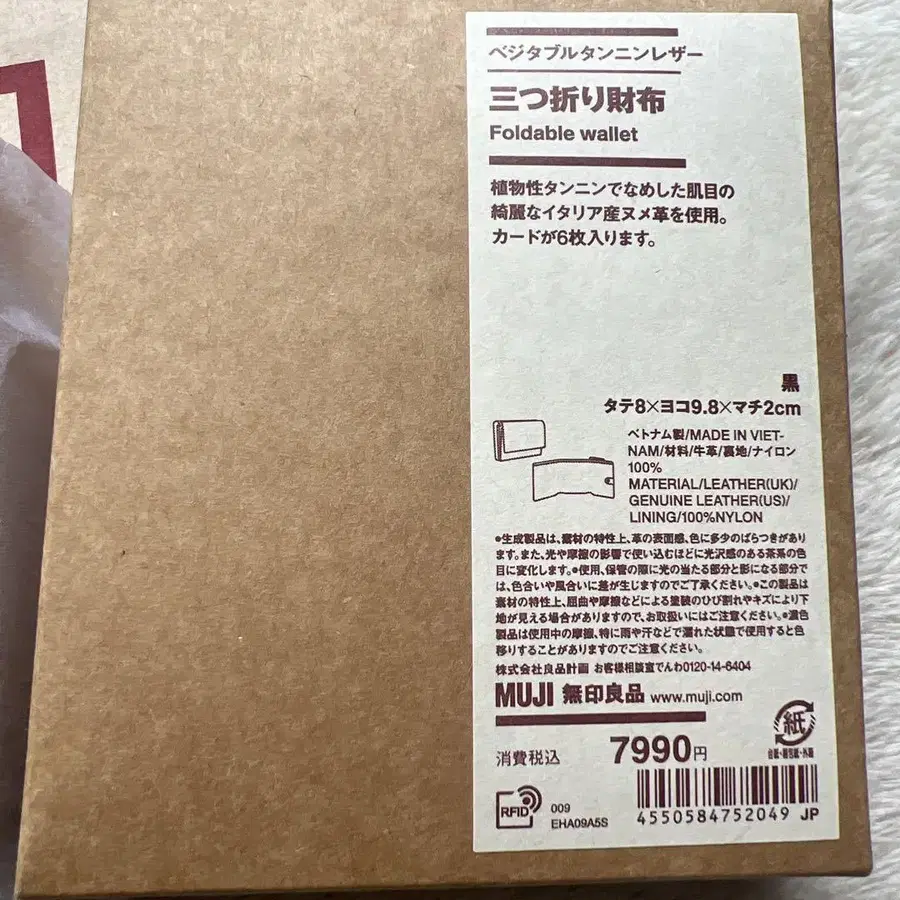 ベジタブルタンニンレザー
三つ折り財布
Foldable wallet
植物性タンニンでなめした肌目の
綺麗なイタリア産ヌメ革を使用。
カードが6枚入ります。
黒
タテ8×ヨコ9.8×マチ2cm
ベトナム製/MADE IN VIET-
NAM/材料/牛革/裏地/ナイロン
100%
MATERIAL/LEATHER(UK)/
GENUINE LEATHER(US)/
LINING/100%NYLON
●生成製品は、素材の特性上、革の表面感、色に多少のばらつきがあり
ます。また、光や摩擦の影響で使い込むほどに光沢感のある茶系の色
目に変化します。●使用、保管の際に光の当たる部分と影になる部分で
は、色合いや風合いに差が生じますのでご了承ください。●この製品は
素材の特性上、屈曲や摩擦などによる塗装のひび割れやキズにより下
地が見える場合がありますので、お取扱いにはご注意ください。●濃色
製品は使用中の摩擦、特に雨や汗などで濡れた状態で使用すると色
移りすることがありますのでご注意ください。
株式会社良品計画 お客様相談室でんわ0120-14-6404
MUJI 無印良品 www.muji.com
消費税込 7990円
紙
台紙・個包紙・外箱
RFID
009
EHA09A5S
4550584752049 JP